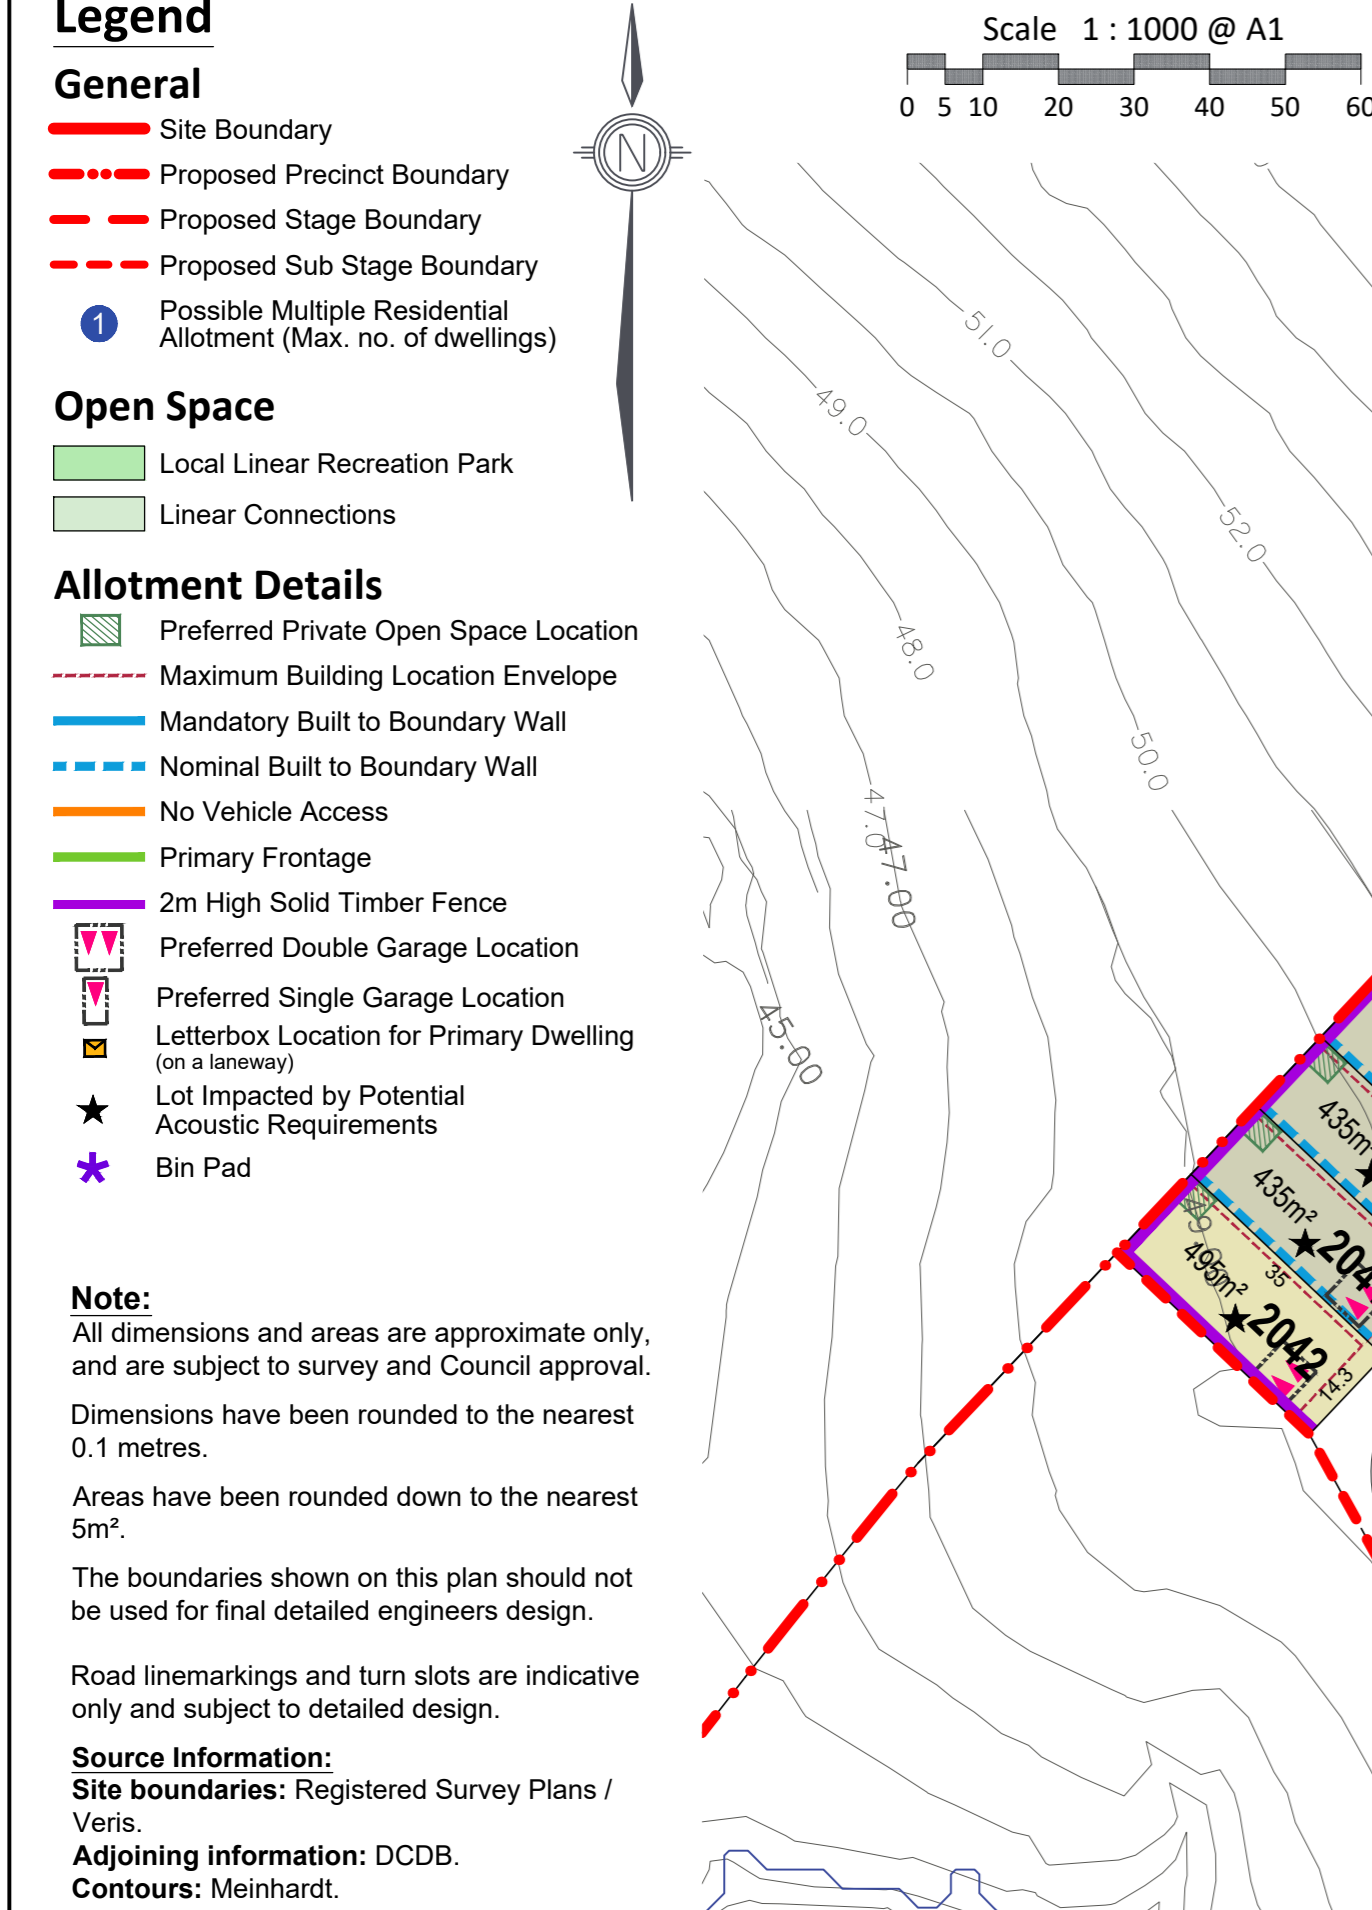 Legend
General
Site Boundary
Proposed Precinct Boundary
Proposed Stage Boundary
Proposed Sub Stage Boundary
1
Possible Multiple Residential
Allotment (Max. no. of dwellings)
Open Space
Local Linear Recreation Park
Linear Connections
Allotment Details
Preferred Private Open Space Location
Maximum Building Location Envelope
Mandatory Built to Boundary Wall
Nominal Built to Boundary Wall
No Vehicle Access
Primary Frontage
2m High Solid Timber Fence
Preferred Double Garage Location
Preferred Single Garage Location
Letterbox Location for Primary Dwelling
(on a laneway)
Lot Impacted by Potential
Acoustic Requirements
Bin Pad
Note:
All dimensions and areas are approximate only,
and are subject to survey and Council approval.
Dimensions have been rounded to the nearest
0.1 metres.
Areas have been rounded down to the nearest
5m².
The boundaries shown on this plan should not
be used for final detailed engineers design.
Road linemarkings and turn slots are indicative
only and subject to detailed design.
Source Information:
Site boundaries: Registered Survey Plans /
Veris.
Adjoining information: DCDB.
Contours: Meinhardt.
N
Scale 1 : 1000 @ A1
0 5 10 20 30 40 50 60
51.0
49.0
52.0
48.0
50.0
47.0
47.00
45.00
435m²
435m²
204
49.00
495m²
35
2042
14.3